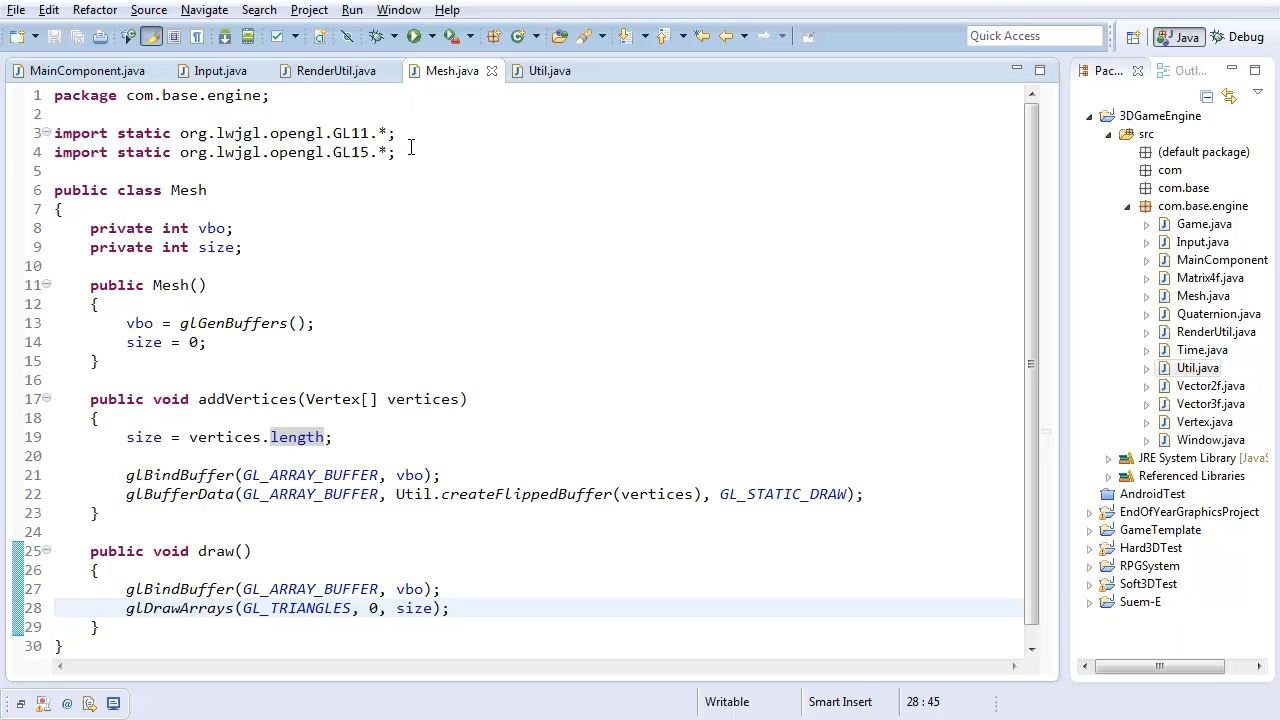 File Edit Refactor Source Navigate Search Project Run Window Help
Quick Access Java Debug
MainComponent.java Input.java RenderUtil.java Mesh.java Util.java
1 package com.base.engine;
2
3 import static org.lwjgl.opengl.GL11.*;
4 import static org.lwjgl.opengl.GL15.*;
5
6 public class Mesh
7 {
8 private int vbo;
9 private int size;
10
11 public Mesh()
12 {
13 vbo = glGenBuffers();
14 size = 0;
15 }
16
17 public void addVertices(Vertex[] vertices)
18 {
19 size = vertices.length;
20
21 glBindBuffer(GL_ARRAY_BUFFER, vbo);
22 glBufferData(GL_ARRAY_BUFFER, Util.createFlippedBuffer(vertices), GL_STATIC_DRAW);
23 }
24
25 public void draw()
26 {
27 glBindBuffer(GL_ARRAY_BUFFER, vbo);
28 glDrawArrays(GL_TRIANGLES, 0, size);
29 }
30 }
Pac... Outl...
3DGameEngine
src
(default package)
com
com.base
com.base.engine
Game.java
Input.java
MainComponent
Matrix4f.java
Mesh.java
Quaternion.java
RenderUtil.java
Time.java
Util.java
Vector2f.java
Vector3f.java
Vertex.java
Window.java
JRE System Library [JavaS
Referenced Libraries
AndroidTest
EndOfYearGraphicsProject
GameTemplate
Hard3DTest
RPGSystem
Soft3DTest
Suem-E
Writable Smart Insert 28 : 45